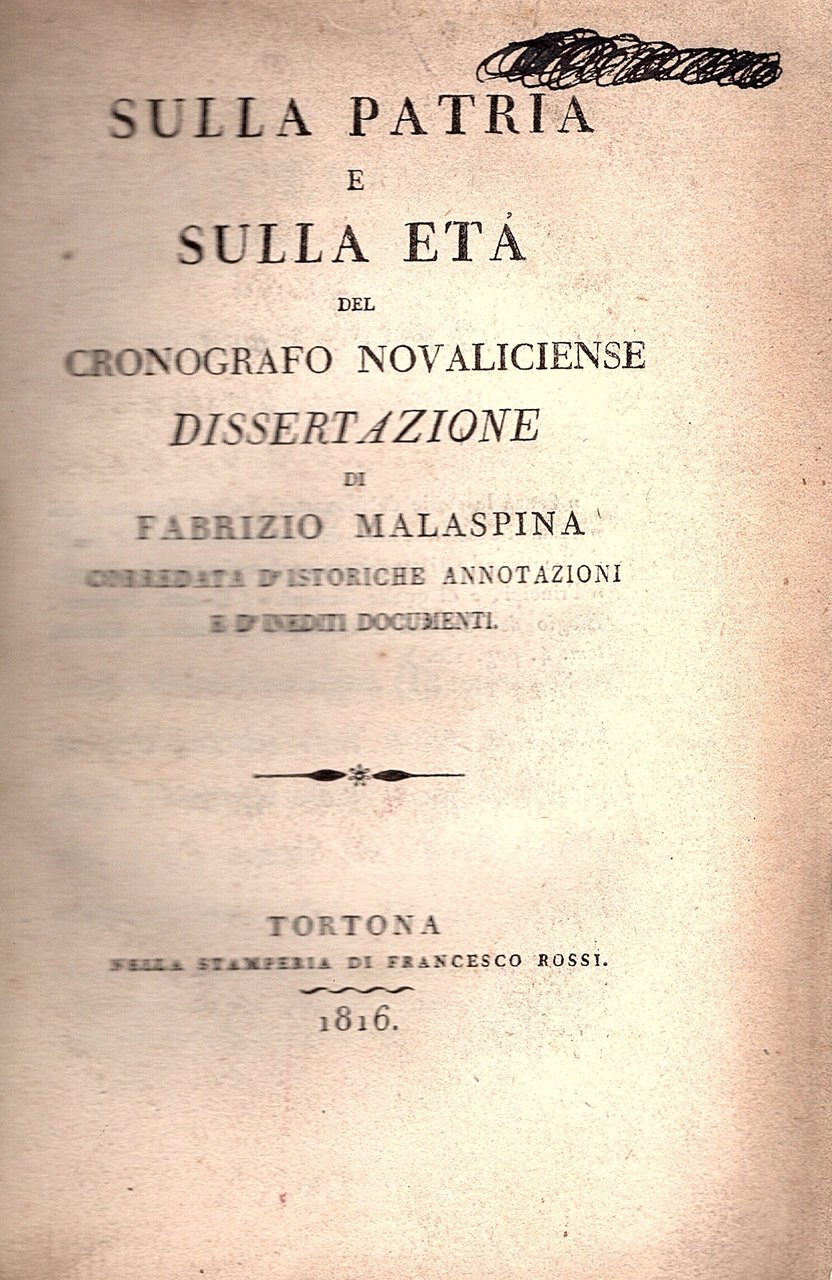 SULLA PATRIA
E
SULLA ETÀ
DEL
CRONOGRAFO NOVALICIENSE
DISSERTAZIONE
DI
FABRIZIO MALASPINA
CORREDATA D'ISTORICHE ANNOTAZIONI
E D'INEDITI DOCUMENTI.
TORTONA
NELLA STAMPERIA DI FRANCESCO ROSSI.
1816.